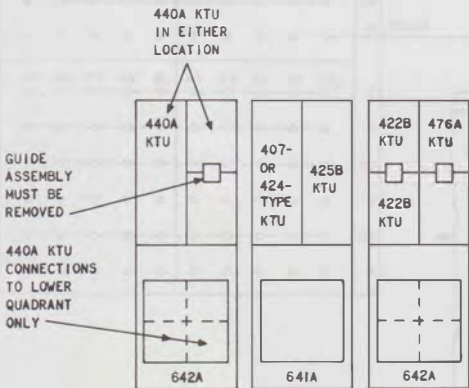 440A KTU
IN EITHER
LOCATION
440A
KTU
GUIDE
ASSEMBLY
MUST BE
REMOVED
440A KTU
CONNECTIONS
TO LOWER
QUADRANT
ONLY
642A
407-
OR
424-
TYPE
KTU
425B
KTU
641A
422B
KTU
476A
KTU
422B
KTU
642A